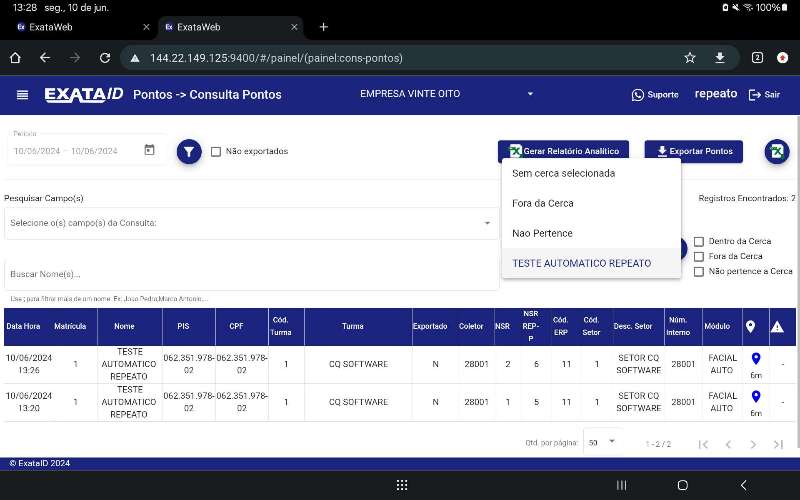 13:28 seg., 10 de jun.
100%
ExataWeb
ExataWeb
144.22.149.125:9400/#/painel/(painel:cons-pontos)
2
EXATAID Pontos -> Consulta Pontos
EMPRESA VINTE OITO
Suporte
repeato
Sair
Período
10/06/2024 – 10/06/2024
Não exportados
Gerar Relatório Analítico
Exportar Pontos
Sem cerca selecionada
Fora da Cerca
Nao Pertence
TESTE AUTOMATICO REPEATO
Pesquisar Campo(s)
Registros Encontrados: 2
Selecione o(s) campo(s) da Consulta:
Dentro da Cerca
Fora da Cerca
Não pertence a Cerca
Buscar Nome(s)...
Use ; para filtrar mais de um nome. Ex: Joao Pedro;Marco Antonio;...
Data Hora Matrícula Nome PIS CPF Cód. Turma Turma Exportado Coletor NSR NSR REP-P Cód. ERP Cód. Setor Desc. Setor Núm. Interno Módulo
10/06/2024 13:26 1 TESTE AUTOMATICO REPEATO 062.351.978-02 062.351.978-02 1 CQ SOFTWARE N 28001 2 6 11 1 SETOR CQ SOFTWARE 28001 FACIAL AUTO 6m -
10/06/2024 13:20 1 TESTE AUTOMATICO REPEATO 062.351.978-02 062.351.978-02 1 CQ SOFTWARE N 28001 1 5 11 1 SETOR CQ SOFTWARE 28001 FACIAL AUTO 6m -
Qtd. por página: 50 1 - 2 / 2
© ExataID 2024